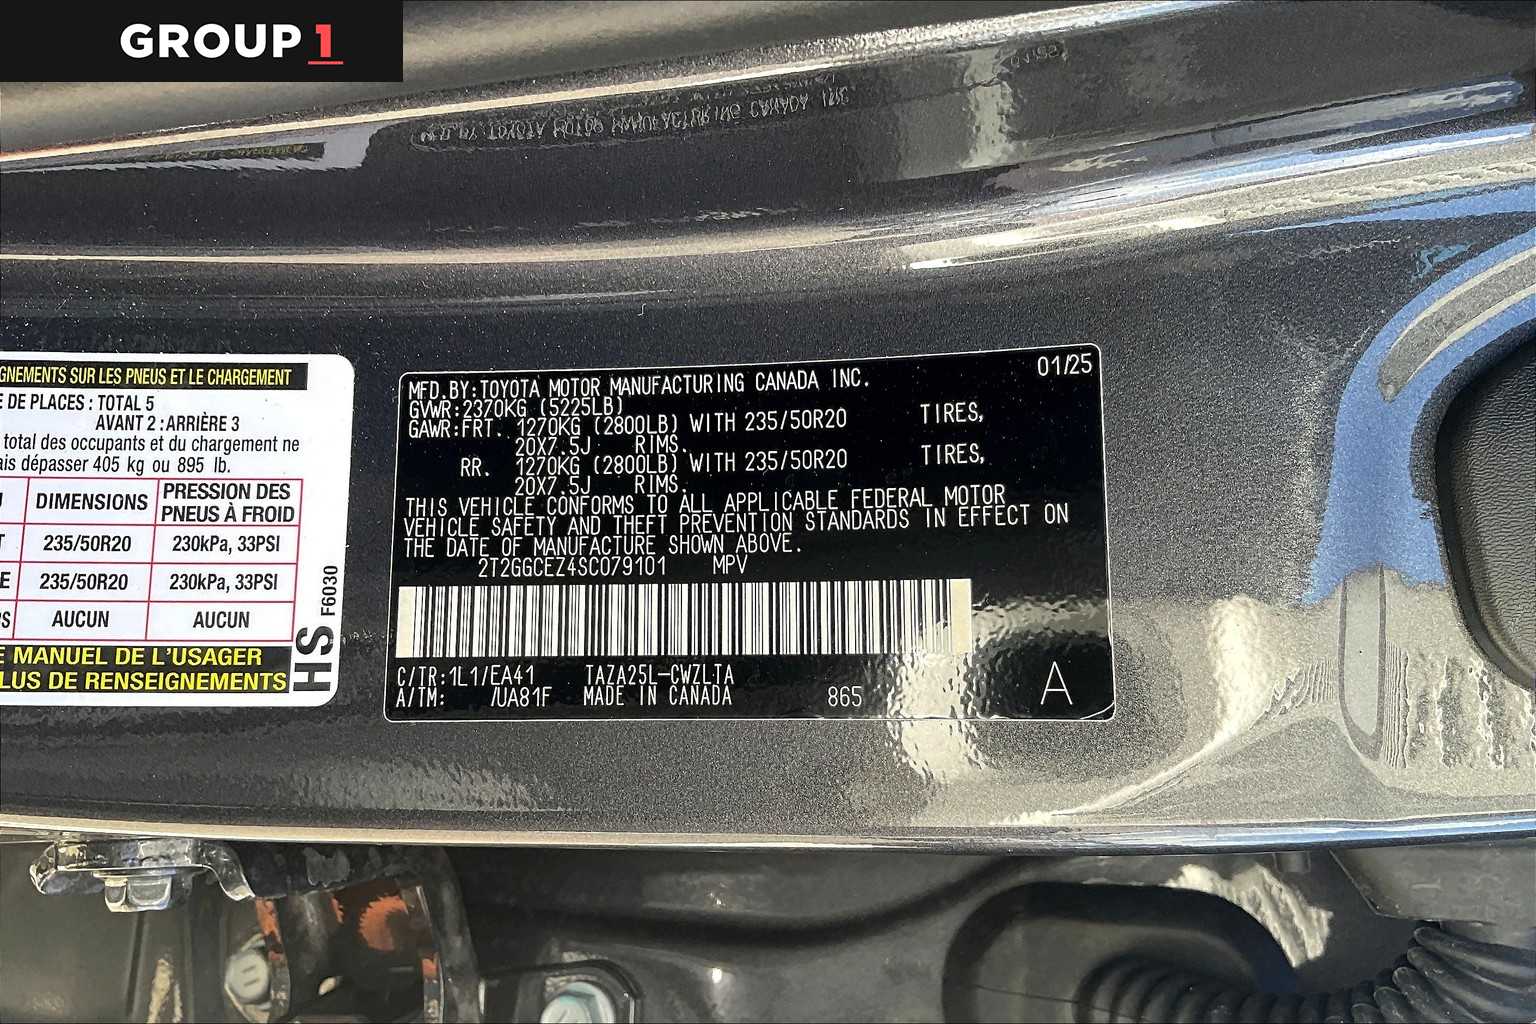 GROUP 1
GNEMENTS SUR LES PNEUS ET LE CHARGEMENT
E DE PLACES : TOTAL 5
AVANT 2 : ARRIÈRE 3
total des occupants et du chargement ne
ais dépasser 405 kg ou 895 lb.
DIMENSIONS PRESSION DES PNEUS À FROID
T 235/50R20 230kPa, 33PSI
E 235/50R20 230kPa, 33PSI
S AUCUN AUCUN
E MANUEL DE L'USAGER
LUS DE RENSEIGNEMENTS
HS F6030
01/25
MFD.BY:TOYOTA MOTOR MANUFACTURING CANADA INC.
GVWR:2370KG (5225LB)
GAWR:FRT. 1270KG (2800LB) WITH 235/50R20 TIRES,
20X7.5J RIMS.
RR. 1270KG (2800LB) WITH 235/50R20 TIRES,
20X7.5J RIMS.
THIS VEHICLE CONFORMS TO ALL APPLICABLE FEDERAL MOTOR
VEHICLE SAFETY AND THEFT PREVENTION STANDARDS IN EFFECT ON
THE DATE OF MANUFACTURE SHOWN ABOVE.
2T2GGCEZ4SC079101 MPV
C/TR:1L1/EA41 TAZA25L-CWZLTA
A/TM: /UA81F MADE IN CANADA 865 A